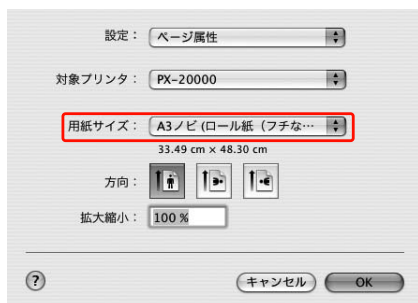 設定： ページ属性
対象プリンタ： PX-20000
用紙サイズ： A3ノビ (ロール紙（フチな…
33.49 cm × 48.30 cm
方向：
拡大縮小： 100 %
? キャンセル OK